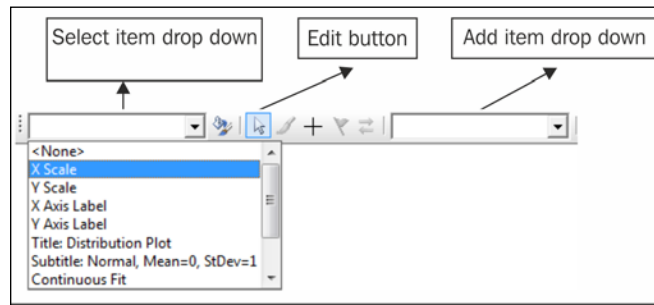 Select item drop down
Edit button
Add item drop down
<None>
X Scale
Y Scale
X Axis Label
Y Axis Label
Title: Distribution Plot
Subtitle: Normal, Mean=0, StDev=1
Continuous Fit